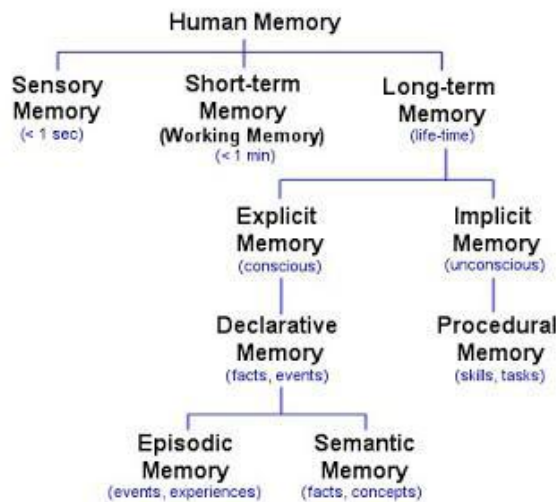 Human Memory
Sensory
Memory
(< 1 sec)
Short-term
Memory
(Working Memory)
(< 1 min)
Long-term
Memory
(life-time)
Explicit
Memory
(conscious)
Implicit
Memory
(unconscious)
Declarative
Memory
(facts, events)
Procedural
Memory
(skills, tasks)
Episodic
Memory
(events, experiences)
Semantic
Memory
(facts, concepts)